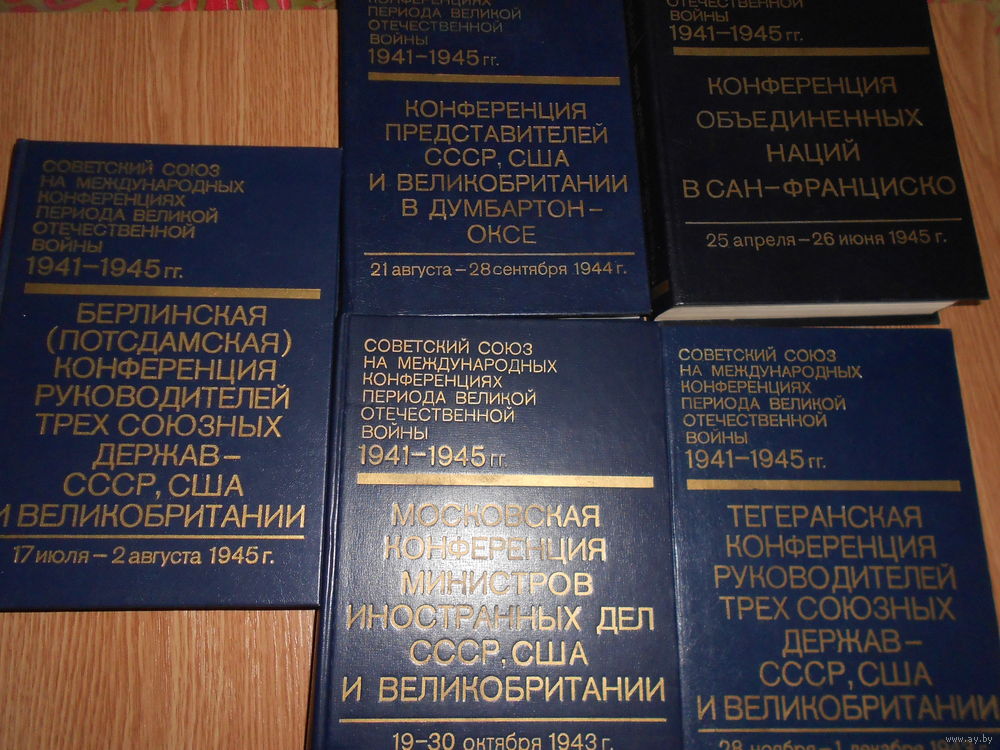 СОВЕТСКИЙ СОЮЗ
НА МЕЖДУНАРОДНЫХ
КОНФЕРЕНЦИЯХ
ПЕРИОДА ВЕЛИКОЙ
ОТЕЧЕСТВЕННОЙ
ВОЙНЫ
1941–1945 гг.
БЕРЛИНСКАЯ
(ПОТСДАМСКАЯ)
КОНФЕРЕНЦИЯ
РУКОВОДИТЕЛЕЙ
ТРЕХ СОЮЗНЫХ
ДЕРЖАВ–
СССР, США
И ВЕЛИКОБРИТАНИИ
17 июля – 2 августа 1945 г.
КОНФЕРЕНЦИЯХ
ПЕРИОДА ВЕЛИКОЙ
ОТЕЧЕСТВЕННОЙ
ВОЙНЫ
1941–1945 гг.
КОНФЕРЕНЦИЯ
ПРЕДСТАВИТЕЛЕЙ
СССР, США
И ВЕЛИКОБРИТАНИИ
В ДУМБАРТОН–
ОКСЕ
21 августа – 28 сентября 1944 г.
ОТЕЧЕСТВЕННОЙ
ВОЙНЫ
1941–1945 гг.
КОНФЕРЕНЦИЯ
ОБЪЕДИНЕННЫХ
НАЦИЙ
В САН–ФРАНЦИСКО
25 апреля – 26 июня 1945 г.
СОВЕТСКИЙ СОЮЗ
НА МЕЖДУНАРОДНЫХ
КОНФЕРЕНЦИЯХ
ПЕРИОДА ВЕЛИКОЙ
ОТЕЧЕСТВЕННОЙ
ВОЙНЫ
1941–1945 гг.
МОСКОВСКАЯ
КОНФЕРЕНЦИЯ
МИНИСТРОВ
ИНОСТРАННЫХ ДЕЛ
СССР, США
И ВЕЛИКОБРИТАНИИ
19–30 октября 1943 г.
СОВЕТСКИЙ СОЮЗ
НА МЕЖДУНАРОДНЫХ
КОНФЕРЕНЦИЯХ
ПЕРИОДА ВЕЛИКОЙ
ОТЕЧЕСТВЕННОЙ
ВОЙНЫ
1941–1945 гг.
ТЕГЕРАНСКАЯ
КОНФЕРЕНЦИЯ
РУКОВОДИТЕЛЕЙ
ТРЕХ СОЮЗНЫХ
ДЕРЖАВ–
СССР, США
И ВЕЛИКОБРИТАНИИ
28 ноября – 1 декабря
www.ay.by